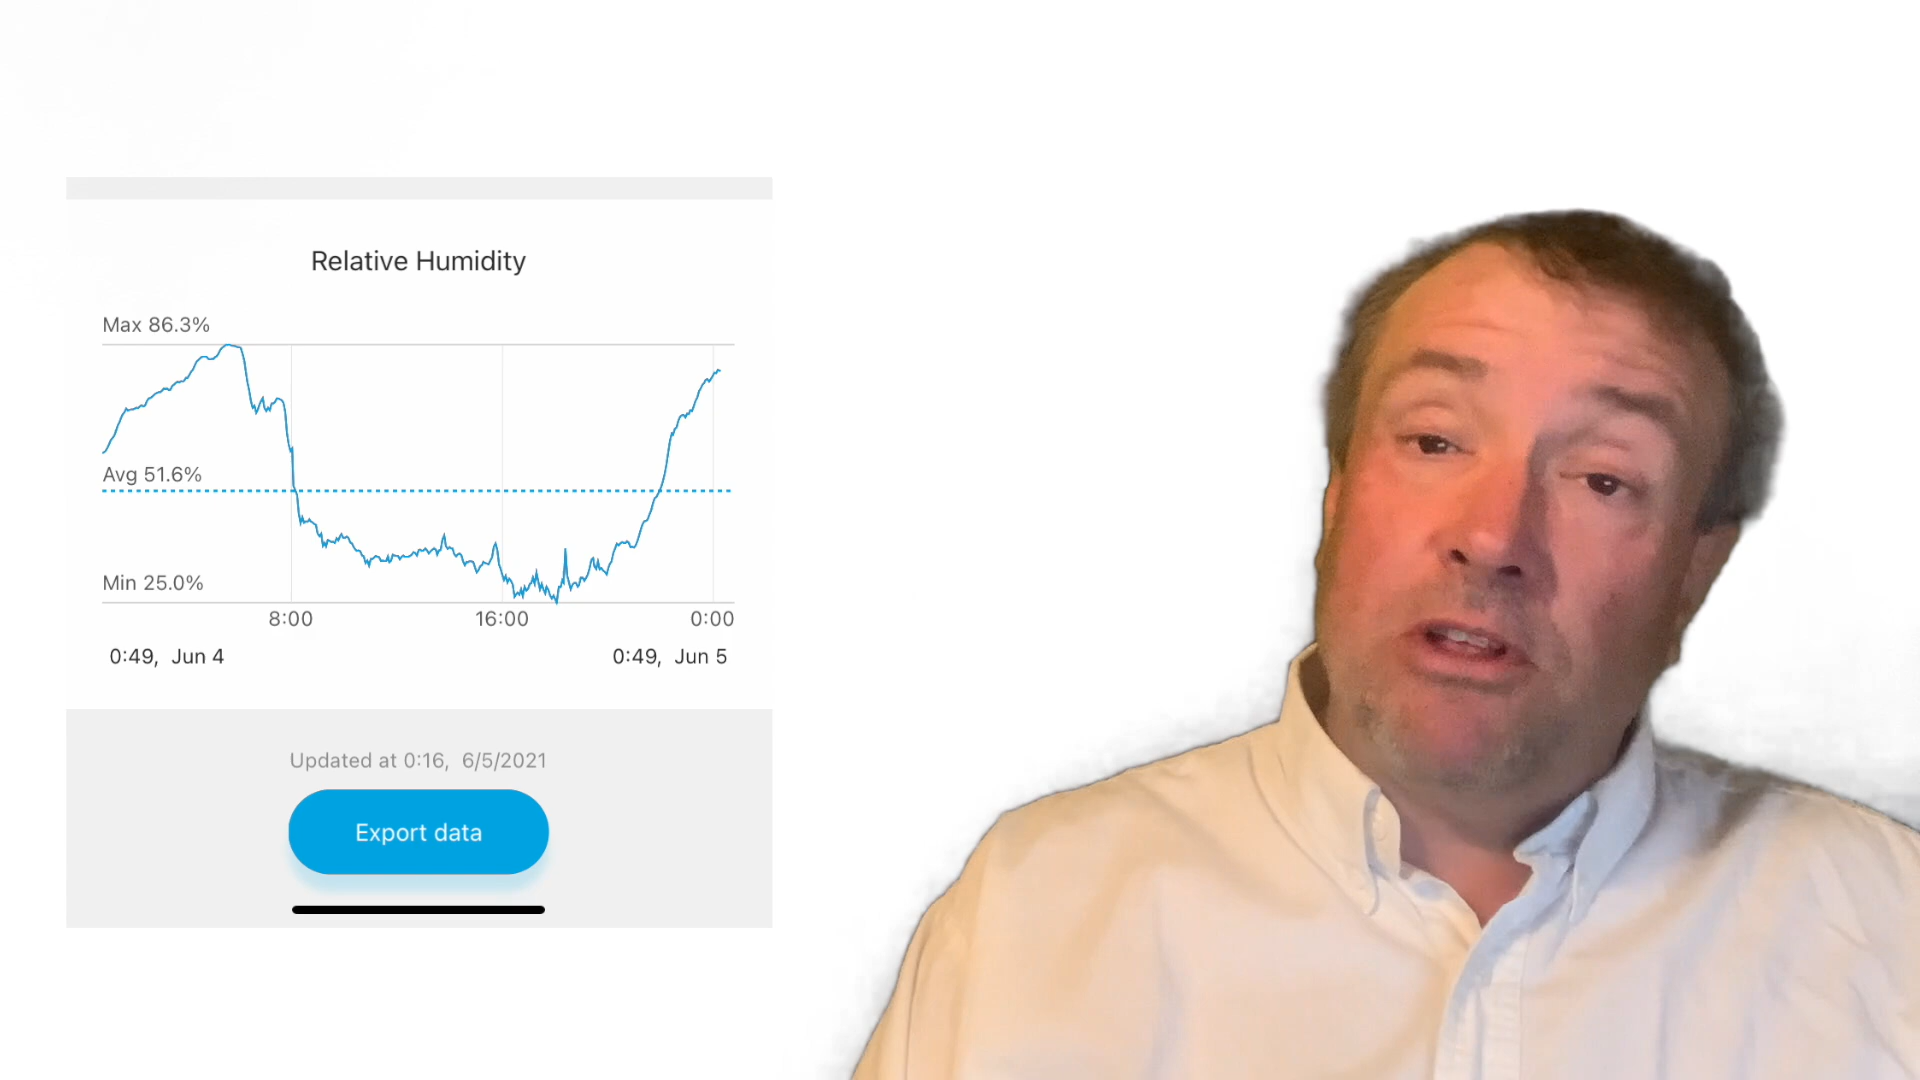 Relative Humidity
Max 86.3%
Avg 51.6%
Min 25.0%
8:00 16:00 0:00
0:49, Jun 4 0:49, Jun 5
Updated at 0:16, 6/5/2021
Export data